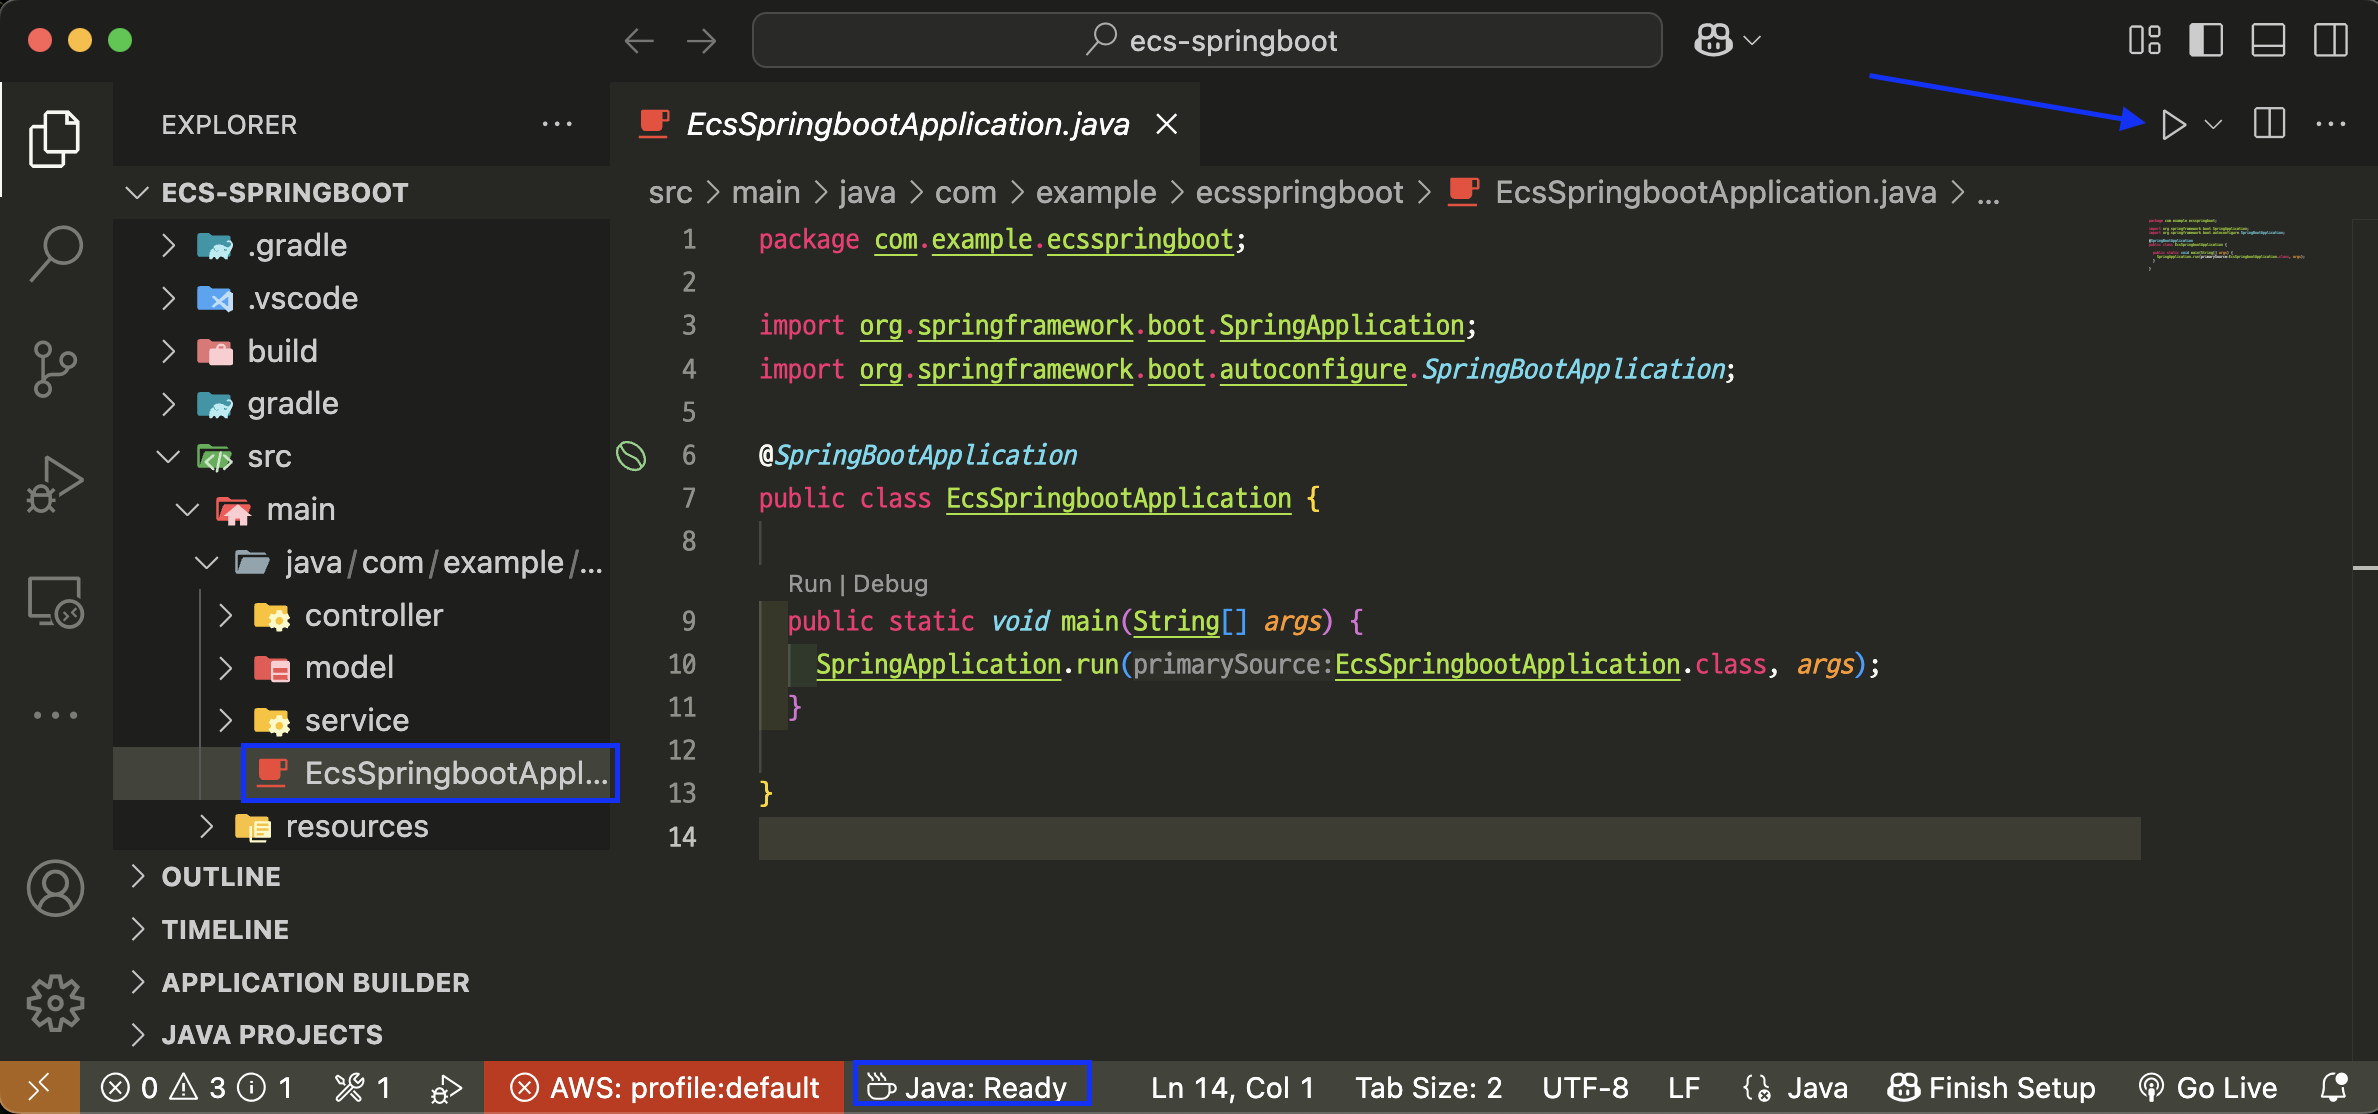 ecs-springboot
EXPLORER
EcsSpringbootApplication.java
ECS-SPRINGBOOT
.gradle
.vscode
build
gradle
src
main
java/com/example/...
controller
model
service
EcsSpringbootAppl...
resources
OUTLINE
TIMELINE
APPLICATION BUILDER
JAVA PROJECTS
src > main > java > com > example > ecsspringboot > EcsSpringbootApplication.java > ...
1 package com.example.ecsspringboot;
2
3 import org.springframework.boot.SpringApplication;
4 import org.springframework.boot.autoconfigure.SpringBootApplication;
5
6 @SpringBootApplication
7 public class EcsSpringbootApplication {
8
Run | Debug
9 public static void main(String[] args) {
10 SpringApplication.run(primarySource:EcsSpringbootApplication.class, args);
11 }
12
13 }
14
0 3 1 1 AWS: profile:default Java: Ready Ln 14, Col 1 Tab Size: 2 UTF-8 LF Java Finish Setup Go Live